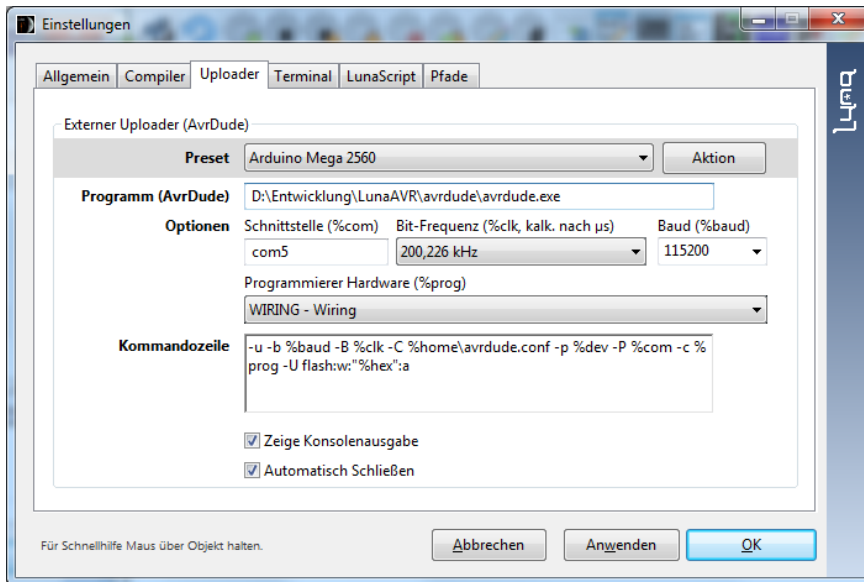 Einstellungen
Allgemein Compiler Uploader Terminal LunaScript Pfade
Externer Uploader (AvrDude)
Preset Arduino Mega 2560 Aktion
Programm (AvrDude) D:\Entwicklung\LunaAVR\avrdude\avrdude.exe
Optionen Schnittstelle (%com) Bit-Frequenz (%clk, kalk. nach µs) Baud (%baud)
com5 200,226 kHz 115200
Programmierer Hardware (%prog)
WIRING - Wiring
Kommandozeile -u -b %baud -B %clk -C %home\avrdude.conf -p %dev -P %com -c %
prog -U flash:w:"%hex":a
Zeige Konsolenausgabe
Automatisch Schließen
Für Schnellhilfe Maus über Objekt halten. Abbrechen Anwenden OK